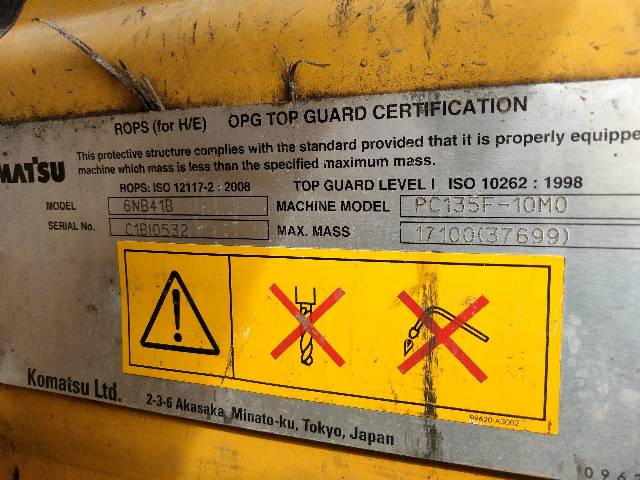 ROPS (for H/E) OPG TOP GUARD CERTIFICATION
OMATSU This protective structure complies with the standard provided that it is properly equippe
machine which mass is less than the specified maximum mass.
ROPS: ISO 12117-2 : 2008 TOP GUARD LEVEL I ISO 10262 : 1998
MODEL 6NB41B MACHINE MODEL PC135F-10M0
SERIAL No. C1BI0532 MAX. MASS 17100(37699)
09620-A3002
Komatsu Ltd. 2-3-6 Akasaka, Minato-ku, Tokyo, Japan